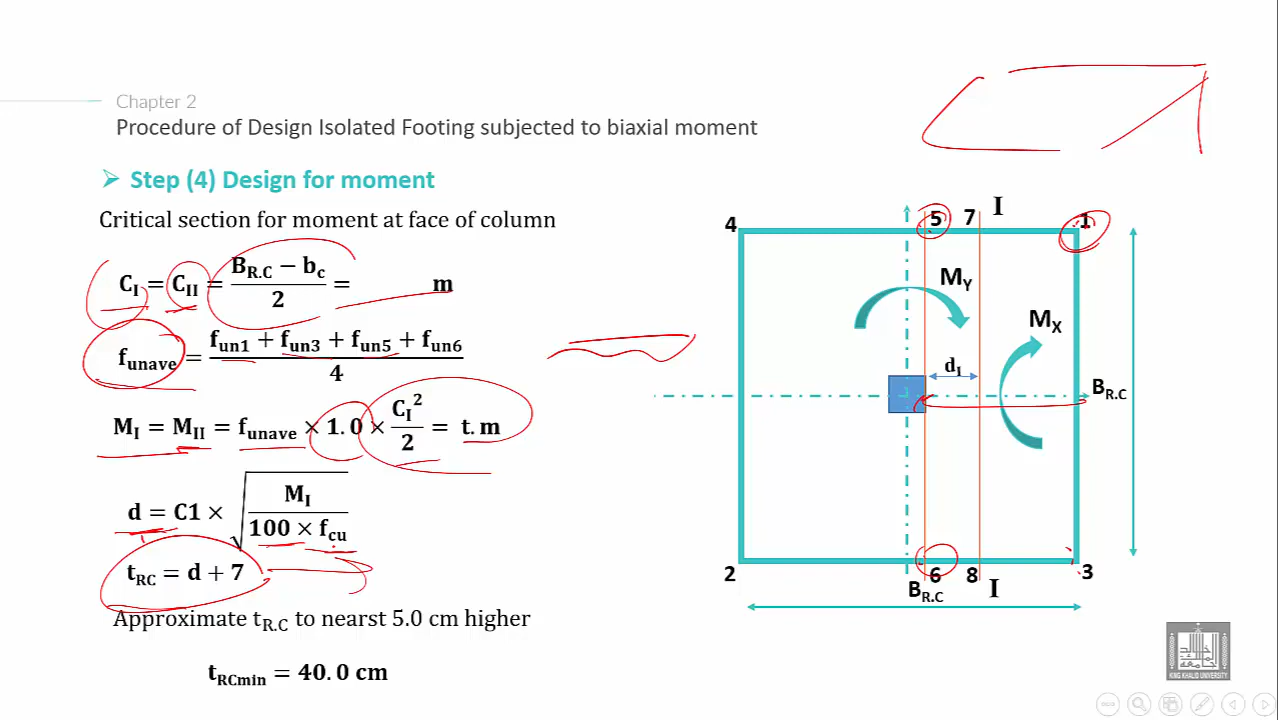 Chapter 2
Procedure of Design Isolated Footing subjected to biaxial moment
➢ Step (4) Design for moment
Critical section for moment at face of column
C_I = C_II = (B_R.C − b_c) / 2 = m
f_unave = (f_un1 + f_un3 + f_un5 + f_un6) / 4
M_I = M_II = f_unave × 1.0 × C_I² / 2 = t.m
d = C1 × √(M_I / (100 × f_cu))
t_RC = d + 7
Approximate t_R.C to nearst 5.0 cm higher
t_RCmin = 40.0 cm
4 5 7 I 1
M_Y
M_X
d_I
B_R.C
2 6 8 I 3
B_R.C
KING KHALID UNIVERSITY